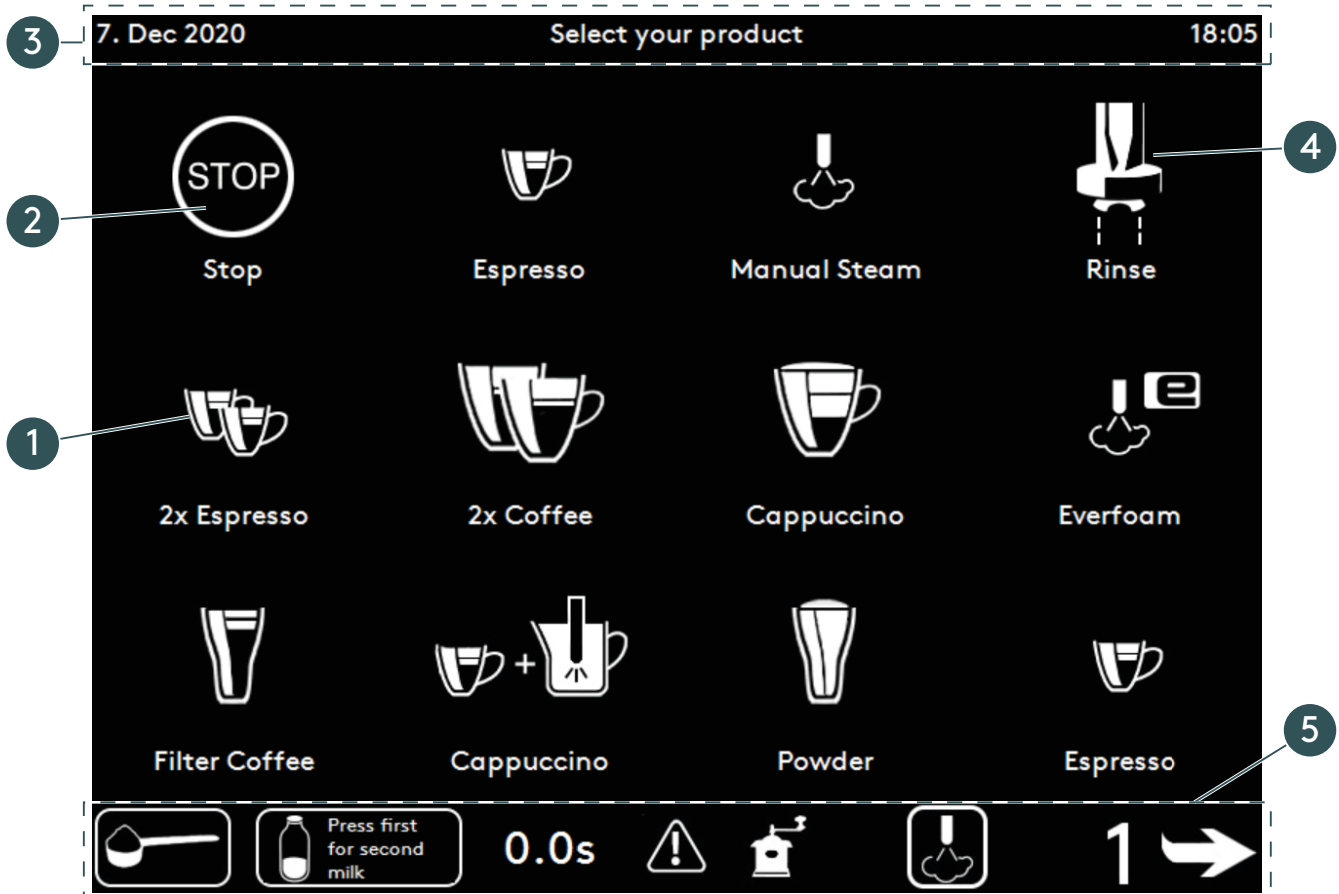 3
7. Dec 2020 Select your product 18:05
4
STOP
2
Stop Espresso Manual Steam Rinse
e
1
2x Espresso 2x Coffee Cappuccino Everfoam
+
Filter Coffee Cappuccino Powder Espresso
5
Press first
for second
milk
0.0s ! 1